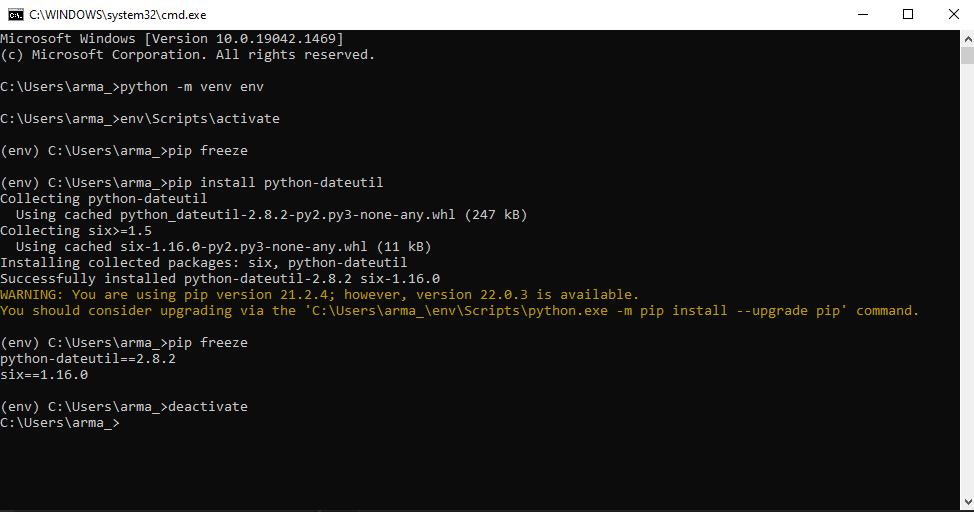 C:\WINDOWS\system32\cmd.exe
Microsoft Windows [Version 10.0.19042.1469]
(c) Microsoft Corporation. All rights reserved.
C:\Users\arma_>python -m venv env
C:\Users\arma_>env\Scripts\activate
(env) C:\Users\arma_>pip freeze
(env) C:\Users\arma_>pip install python-dateutil
Collecting python-dateutil
  Using cached python_dateutil-2.8.2-py2.py3-none-any.whl (247 kB)
Collecting six>=1.5
  Using cached six-1.16.0-py2.py3-none-any.whl (11 kB)
Installing collected packages: six, python-dateutil
Successfully installed python-dateutil-2.8.2 six-1.16.0
WARNING: You are using pip version 21.2.4; however, version 22.0.3 is available.
You should consider upgrading via the 'C:\Users\arma_\env\Scripts\python.exe -m pip install --upgrade pip' command.
(env) C:\Users\arma_>pip freeze
python-dateutil==2.8.2
six==1.16.0
(env) C:\Users\arma_>deactivate
C:\Users\arma_>